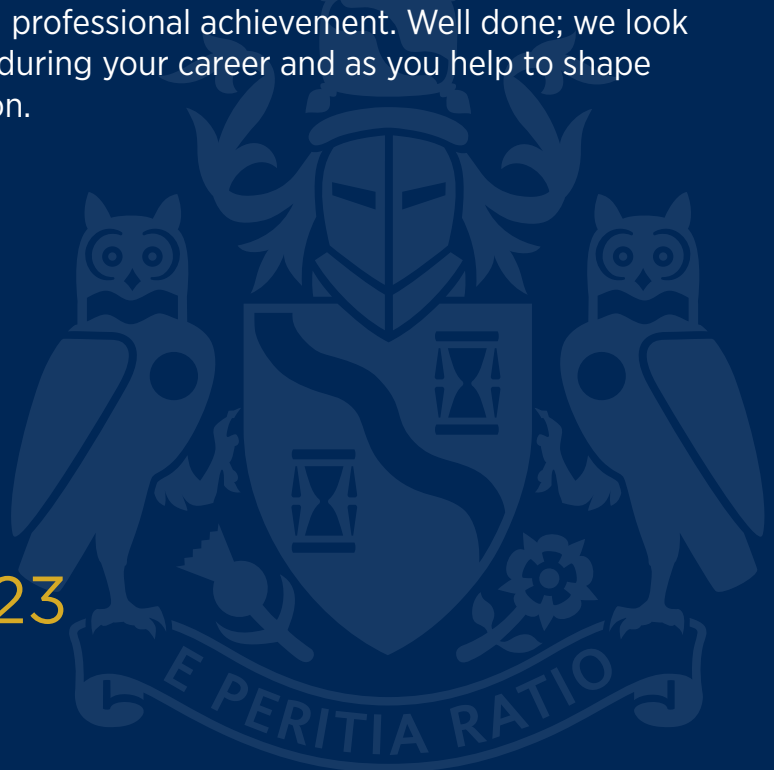 professional achievement. Well done; we look
during your career and as you help to shape
on.
23
E PERITIA RATIO